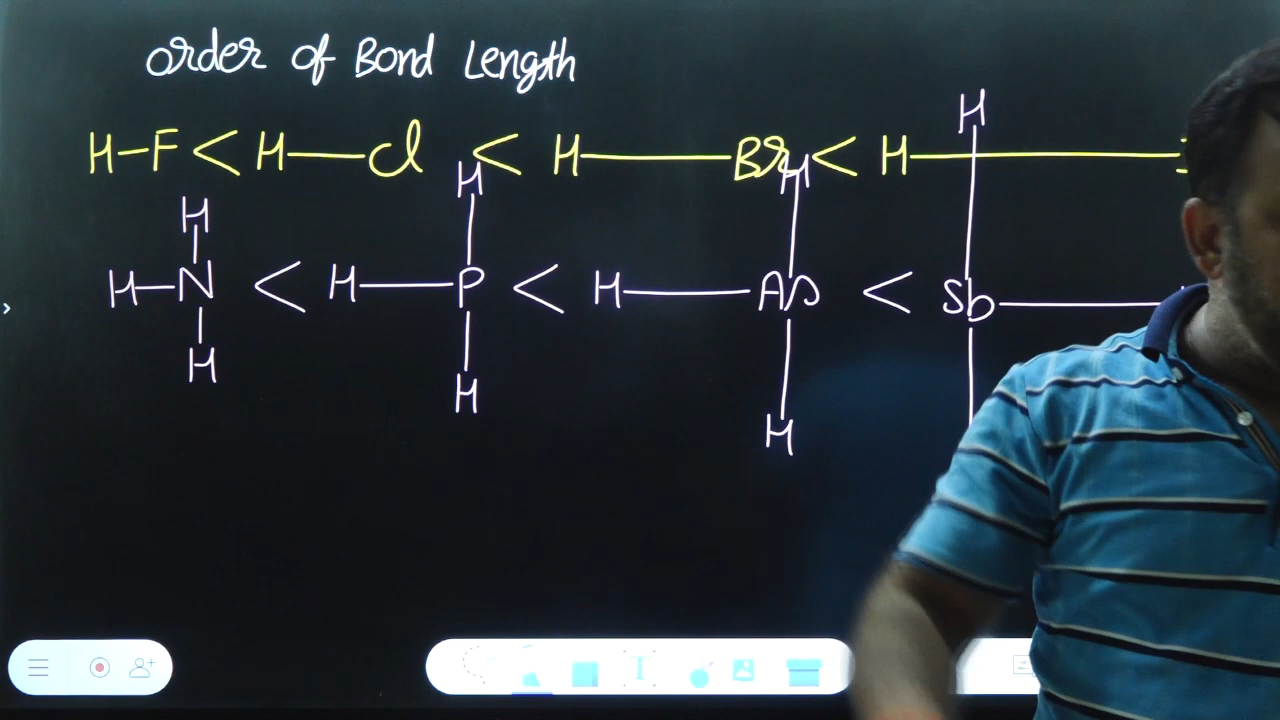 Order of Bond Length
H
H-F < H—Cl < H—Br < H—
H H H
H-N < H—P < H—As < Sb—
H H H
T